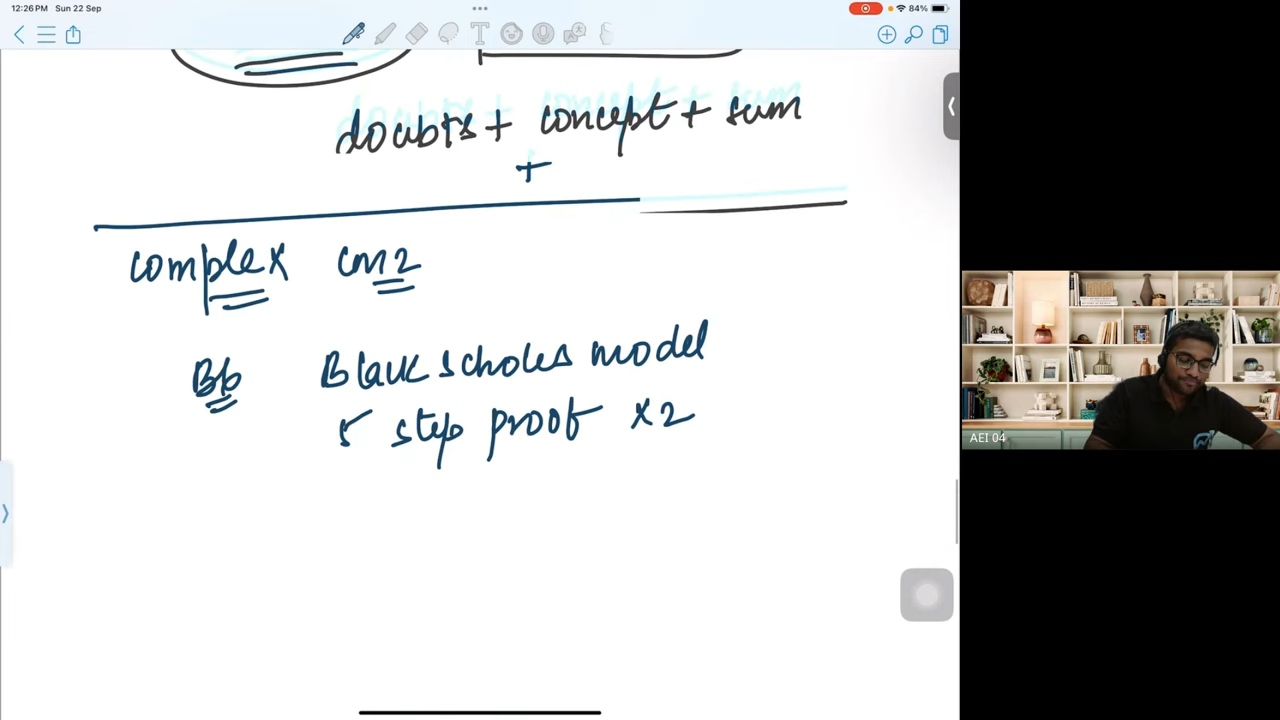 12:26 PM Sun 22 Sep
84%
doubts + concept + sum
+
complex cm2
Bb Black scholes model
5 step proof x2
AEI 04